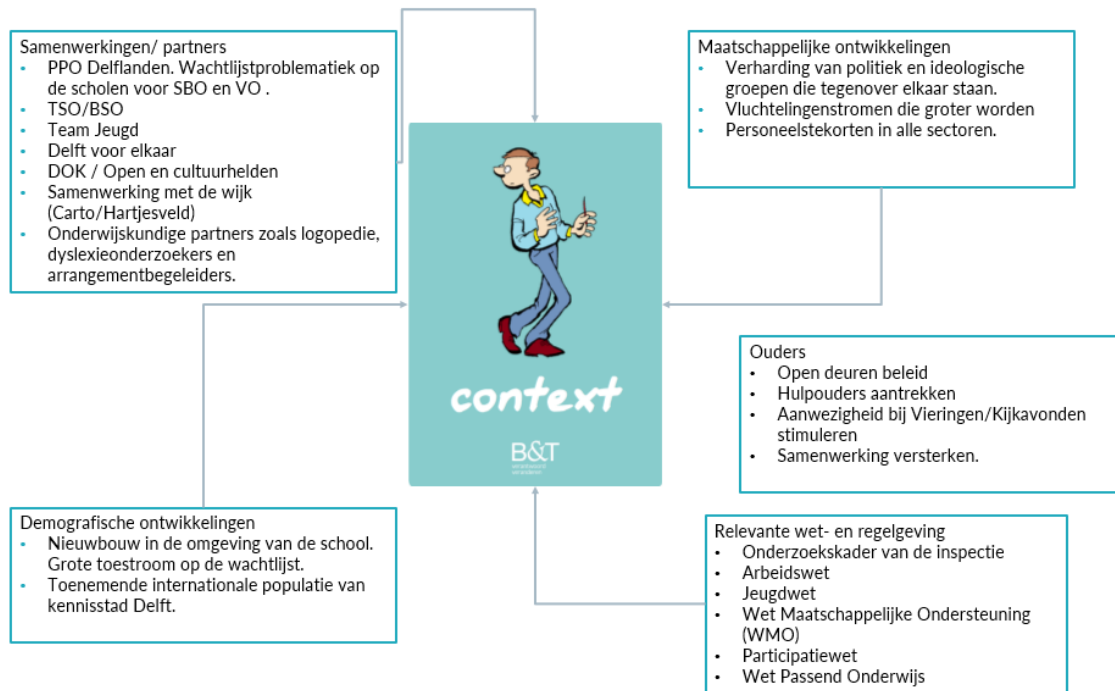 Samenwerkingen/ partners
• PPO Delflanden. Wachtlijstproblematiek op
de scholen voor SBO en VO .
• TSO/BSO
• Team Jeugd
• Delft voor elkaar
• DOK / Open en cultuurhelden
• Samenwerking met de wijk
(Carto/Hartjesveld)
• Onderwijskundige partners zoals logopedie,
dyslexieonderzoekers en
arrangementbegeleiders.
Maatschappelijke ontwikkelingen
• Verharding van politiek en ideologische
groepen die tegenover elkaar staan.
• Vluchtelingenstromen die groter worden
• Personeelstekorten in alle sectoren.
context
B&T
Ouders
• Open deuren beleid
• Hulpouders aantrekken
• Aanwezigheid bij Vieringen/Kijkavonden
stimuleren
• Samenwerking versterken.
Demografische ontwikkelingen
• Nieuwbouw in de omgeving van de school.
Grote toestroom op de wachtlijst.
• Toenemende internationale populatie van
kennisstad Delft.
Relevante wet- en regelgeving
• Onderzoekskader van de inspectie
• Arbeidswet
• Jeugdwet
• Wet Maatschappelijke Ondersteuning
(WMO)
• Participatiewet
• Wet Passend Onderwijs